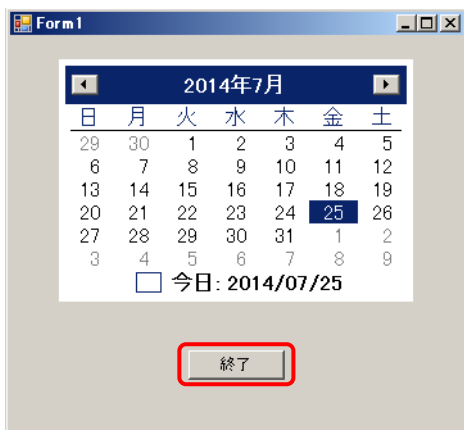 Form1
2014年7月
日 月 火 水 木 金 土
29 30 1 2 3 4 5
6 7 8 9 10 11 12
13 14 15 16 17 18 19
20 21 22 23 24 25 26
27 28 29 30 31 1 2
3 4 5 6 7 8 9
今日: 2014/07/25
終了